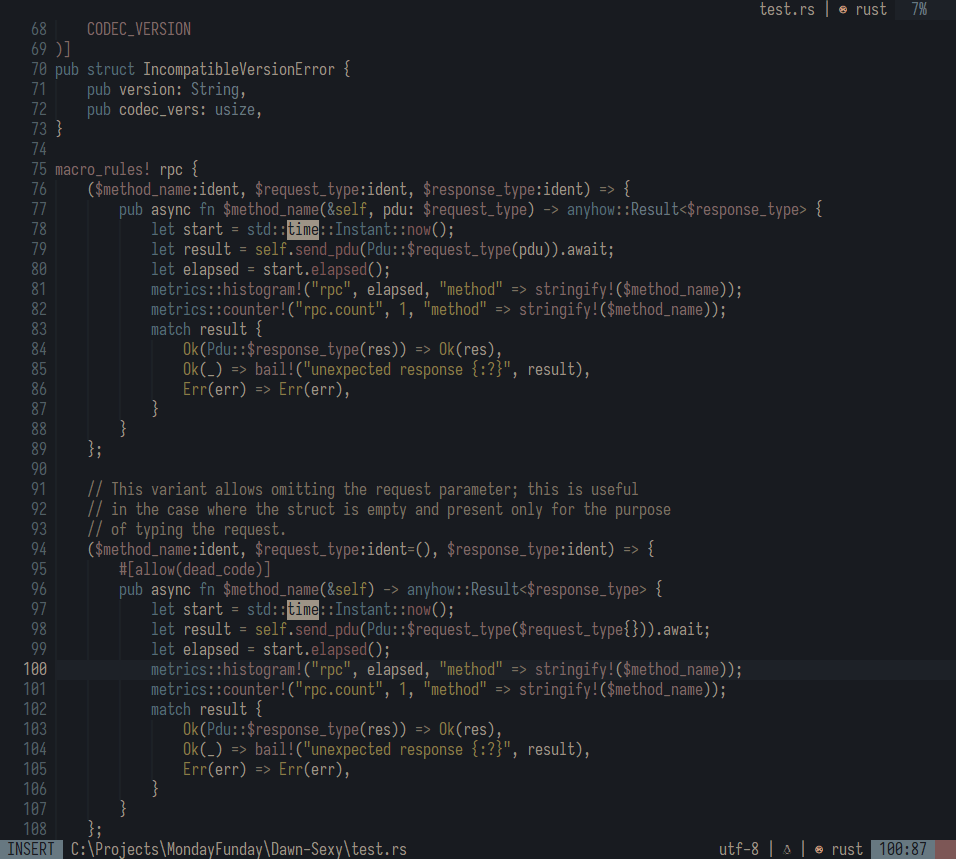 test.rs | rust 7%
68     CODEC_VERSION
69 )]
70 pub struct IncompatibleVersionError {
71     pub version: String,
72     pub codec_vers: usize,
73 }
74
75 macro_rules! rpc {
76     ($method_name:ident, $request_type:ident, $response_type:ident) => {
77         pub async fn $method_name(&self, pdu: $request_type) -> anyhow::Result<$response_type> {
78             let start = std::time::Instant::now();
79             let result = self.send_pdu(Pdu::$request_type(pdu)).await;
80             let elapsed = start.elapsed();
81             metrics::histogram!("rpc", elapsed, "method" => stringify!($method_name));
82             metrics::counter!("rpc.count", 1, "method" => stringify!($method_name));
83             match result {
84                 Ok(Pdu::$response_type(res)) => Ok(res),
85                 Ok(_) => bail!("unexpected response {:?}", result),
86                 Err(err) => Err(err),
87             }
88         }
89     };
90
91     // This variant allows omitting the request parameter; this is useful
92     // in the case where the struct is empty and present only for the purpose
93     // of typing the request.
94     ($method_name:ident, $request_type:ident=(), $response_type:ident) => {
95         #[allow(dead_code)]
96         pub async fn $method_name(&self) -> anyhow::Result<$response_type> {
97             let start = std::time::Instant::now();
98             let result = self.send_pdu(Pdu::$request_type($request_type{})).await;
99             let elapsed = start.elapsed();
100             metrics::histogram!("rpc", elapsed, "method" => stringify!($method_name));
101             metrics::counter!("rpc.count", 1, "method" => stringify!($method_name));
102             match result {
103                 Ok(Pdu::$response_type(res)) => Ok(res),
104                 Ok(_) => bail!("unexpected response {:?}", result),
105                 Err(err) => Err(err),
106             }
107         }
108     };
INSERT C:\Projects\MondayFunday\Dawn-Sexy\test.rs utf-8 | | rust 100:87